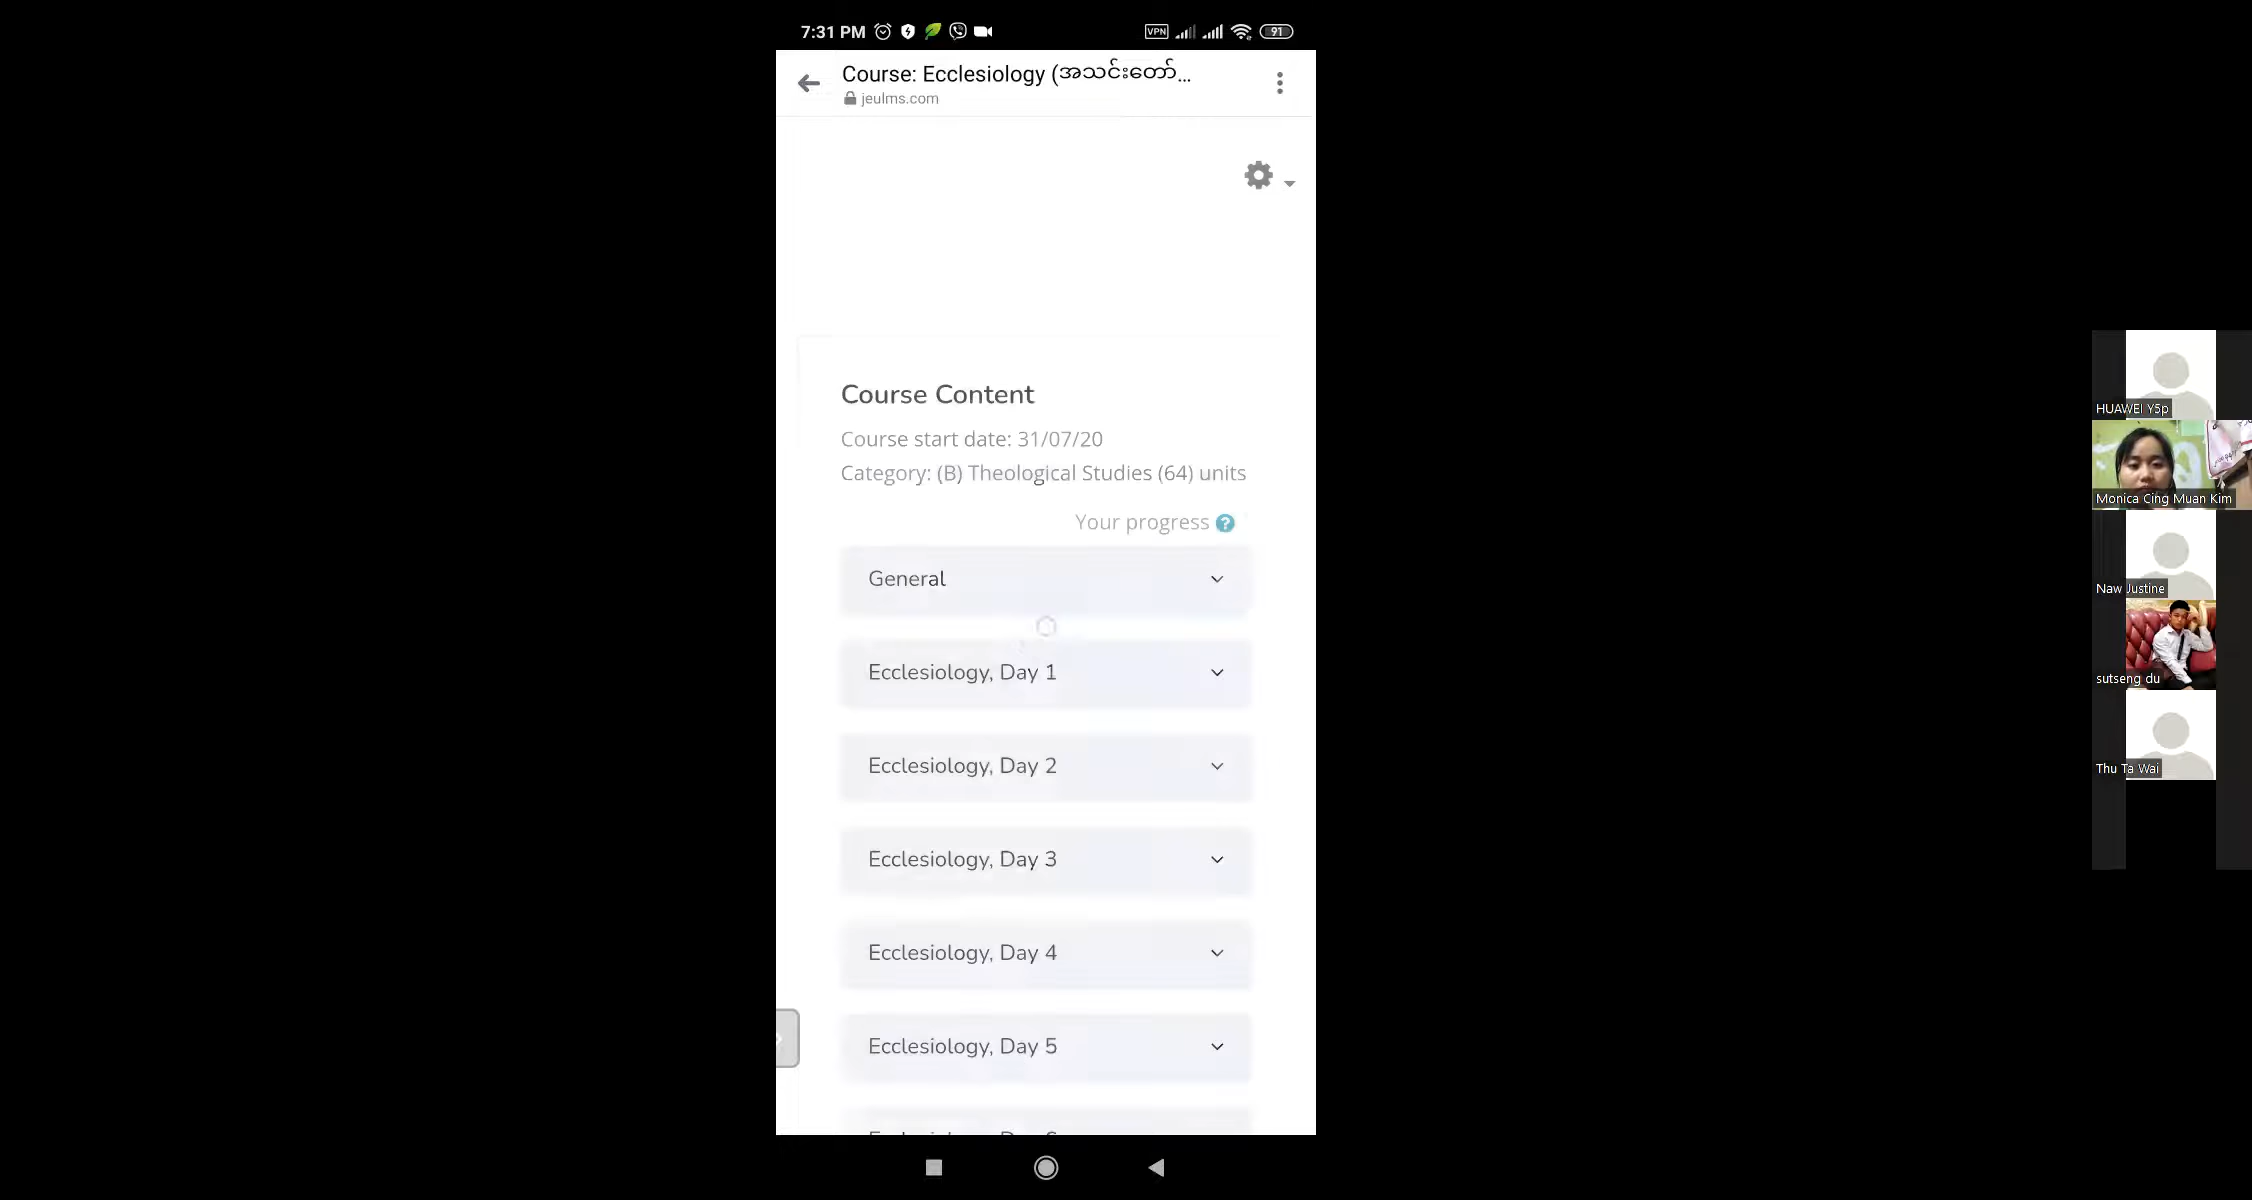 7:31 PM
VPN
91
Course: Ecclesiology (အသင်းတော်...
jeulms.com
Course Content
Course start date: 31/07/20
Category: (B) Theological Studies (64) units
Your progress ?
General
Ecclesiology, Day 1
Ecclesiology, Day 2
Ecclesiology, Day 3
Ecclesiology, Day 4
Ecclesiology, Day 5
HUAWEI Y5p
Monica Cing Muan Kim
Naw Justine
sutseng du
Thu Ta Wai